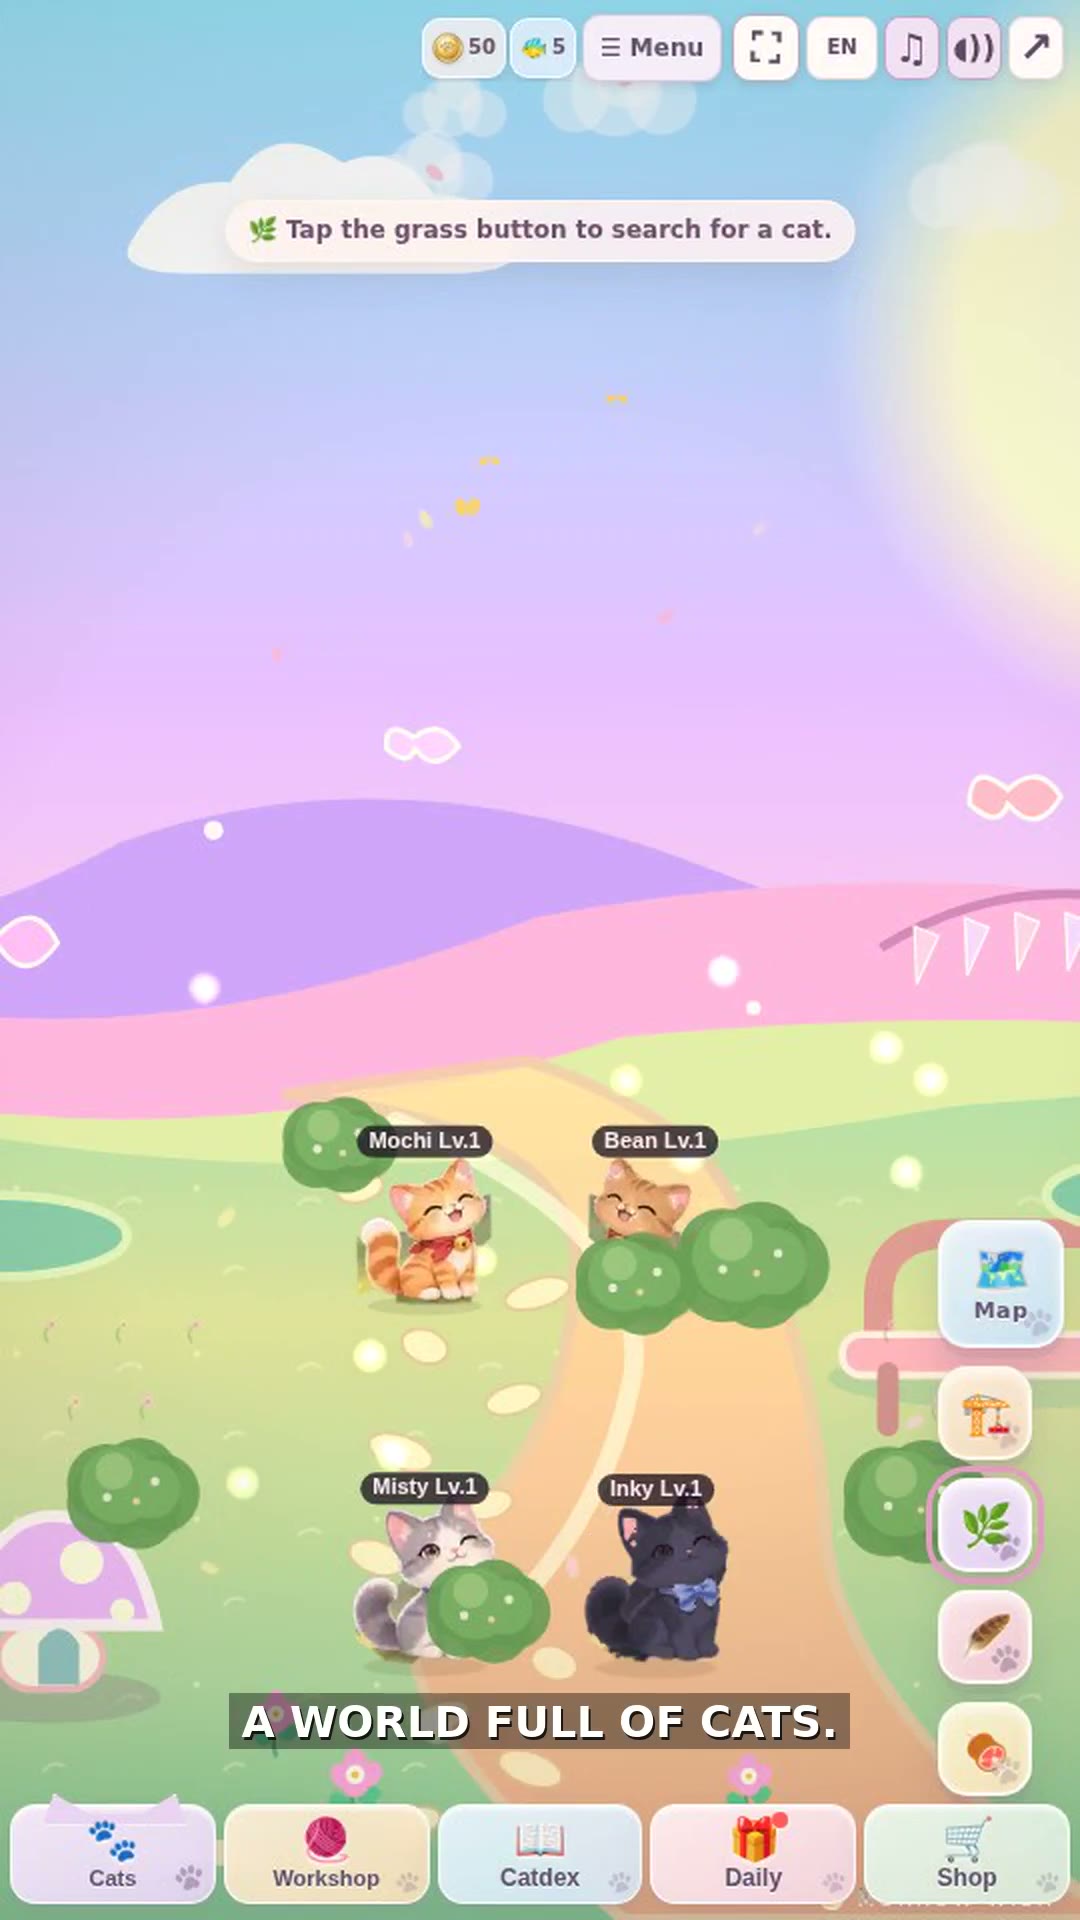 50
5
☰ Menu
EN
Tap the grass button to search for a cat.
Mochi Lv.1
Bean Lv.1
Map
Misty Lv.1
Inky Lv.1
A WORLD FULL OF CATS.
Cats
Workshop
Catdex
Daily
Shop